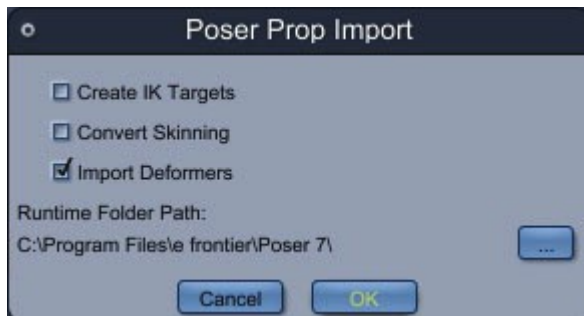 Poser Prop Import
Create IK Targets
Convert Skinning
Import Deformers
Runtime Folder Path:
C:\Program Files\e frontier\Poser 7\
...
Cancel OK